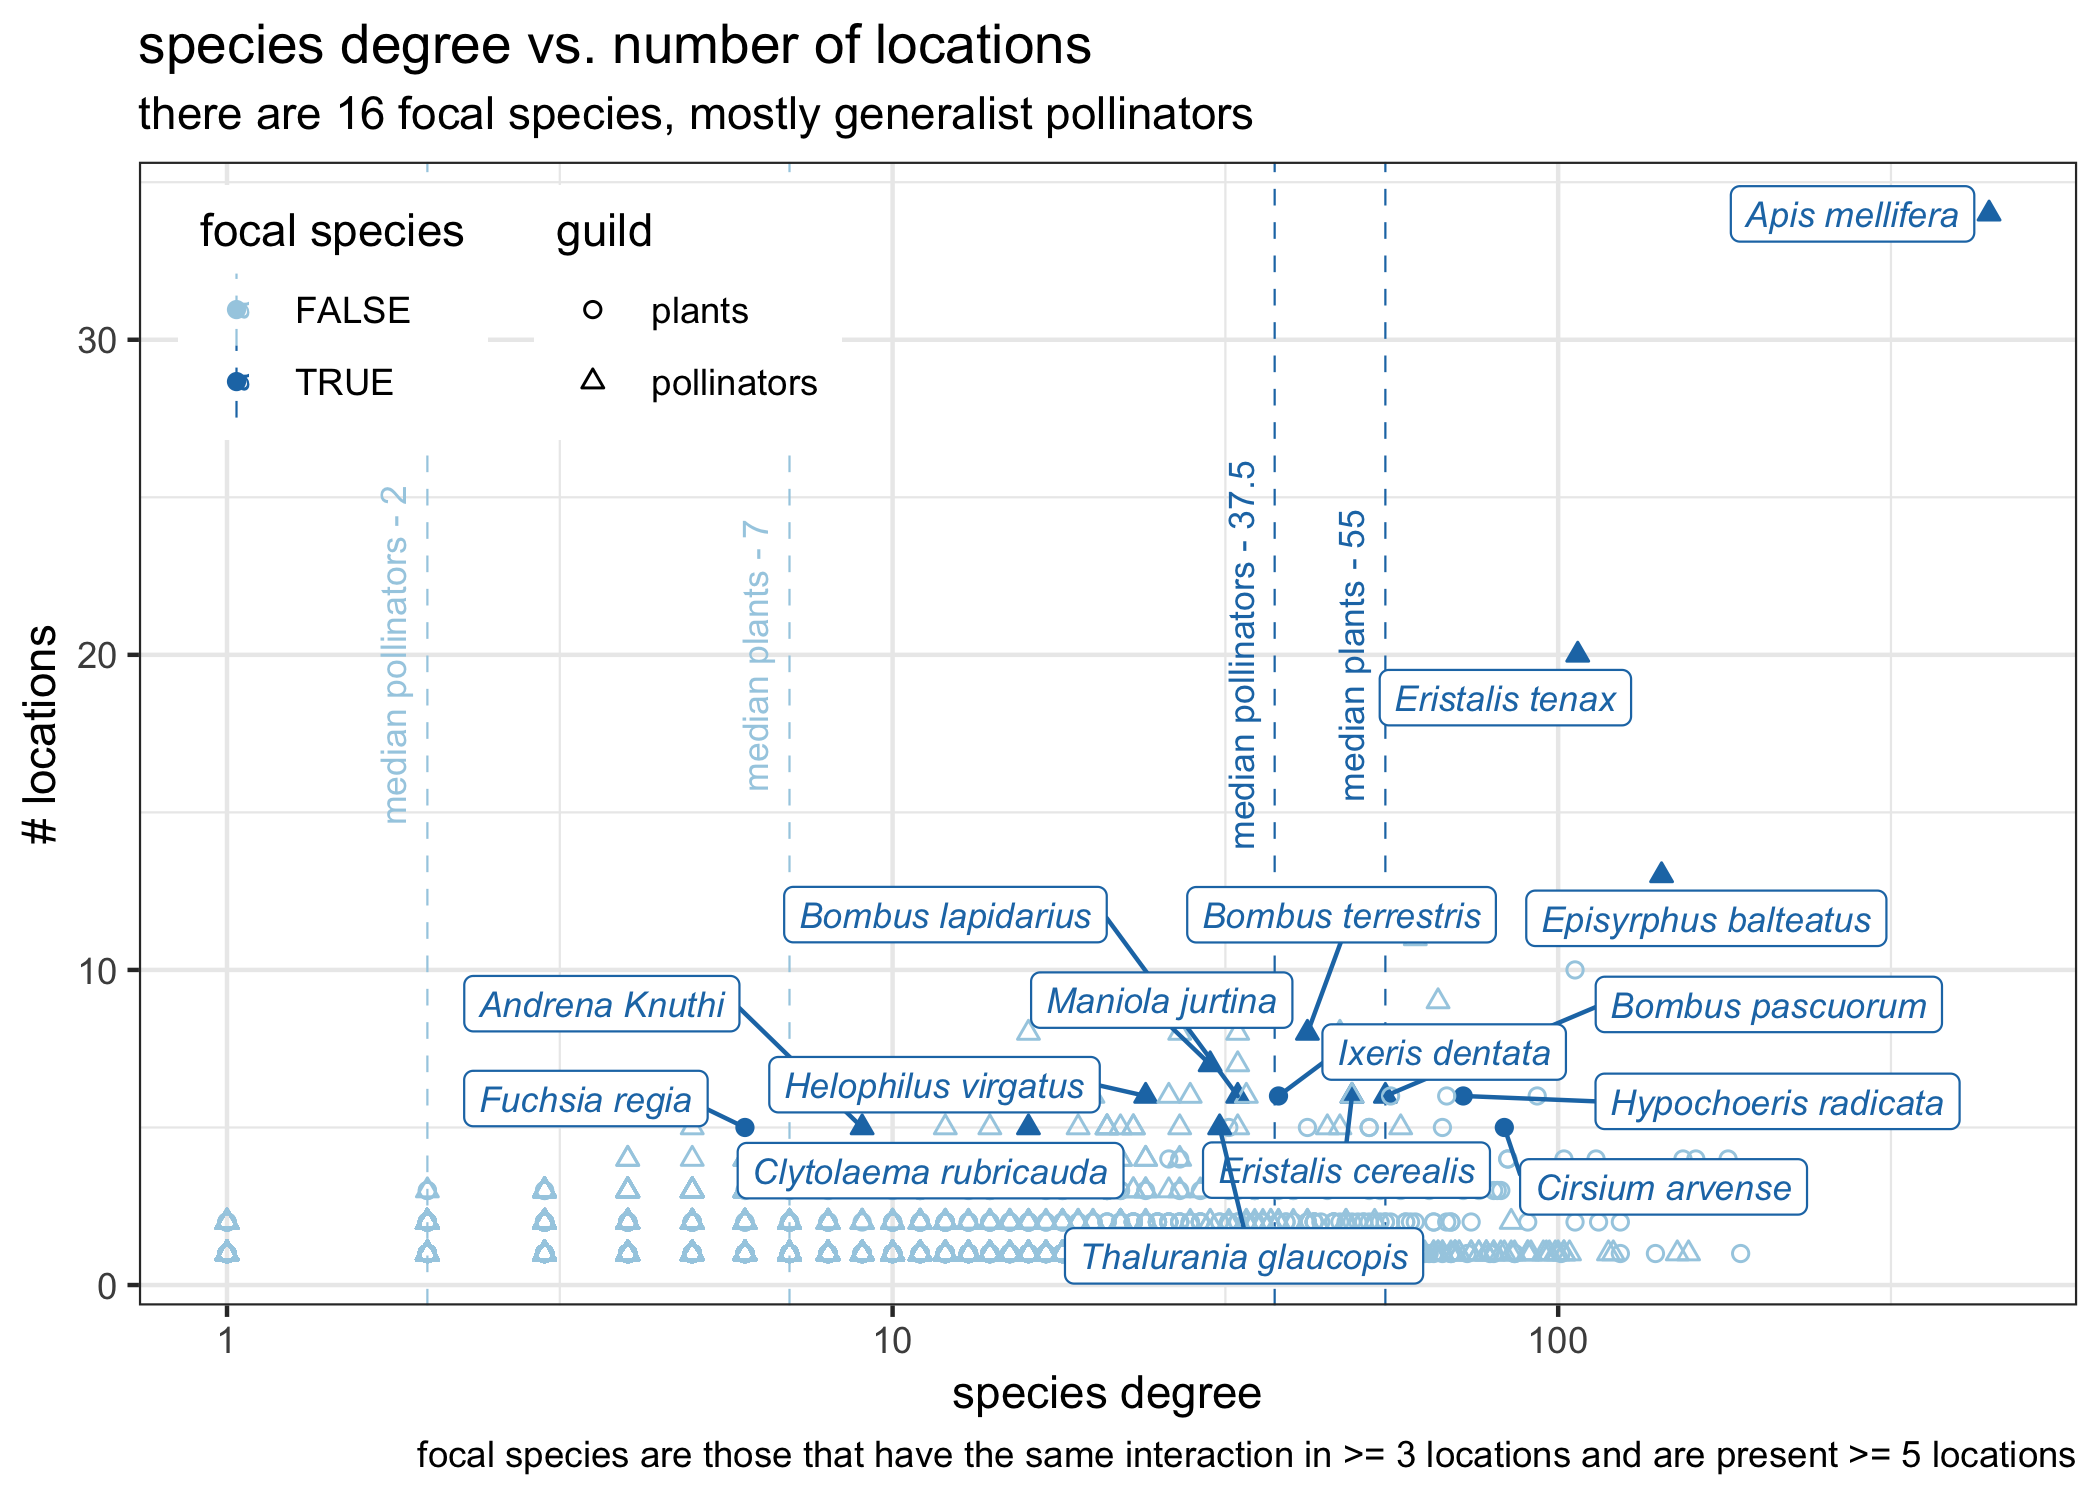 species degree vs. number of locations
there are 16 focal species, mostly generalist pollinators
focal species
FALSE
TRUE
guild
plants
pollinators
# locations
30
20
10
0
median pollinators - 2
median plants - 7
median pollinators - 37.5
median plants - 55
Apis mellifera
Eristalis tenax
Bombus lapidarius
Bombus terrestris
Episyrphus balteatus
Andrena Knuthi
Maniola jurtina
Bombus pascuorum
Ixeris dentata
Fuchsia regia
Helophilus virgatus
Hypochoeris radicata
Clytolaema rubricauda
Eristalis cerealis
Cirsium arvense
Thalurania glaucopis
1
10
100
species degree
focal species are those that have the same interaction in >= 3 locations and are present >= 5 locations